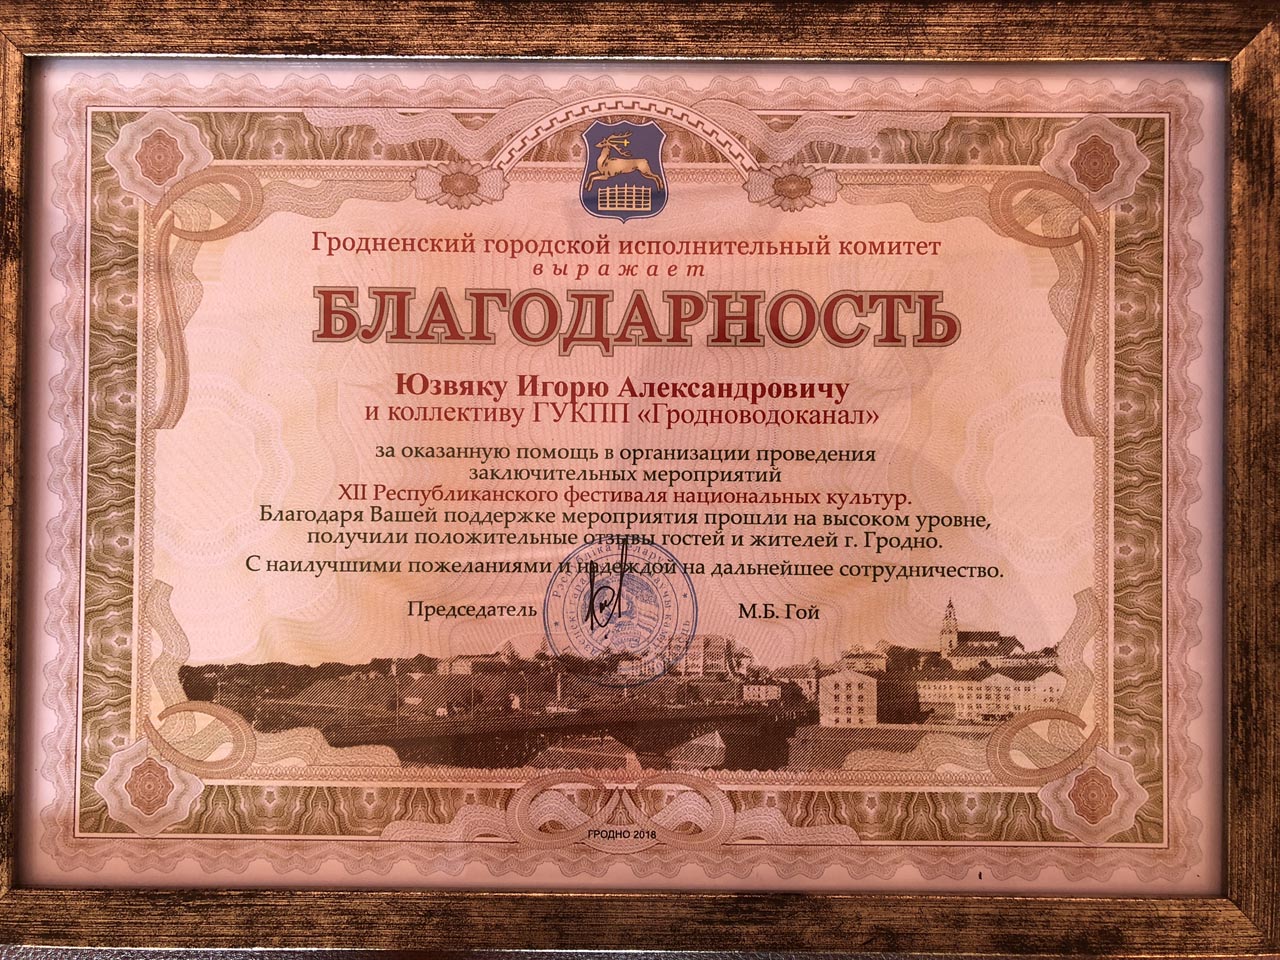 Гродненский городской исполнительный комитет
выражает
БЛАГОДАРНОСТЬ
Юзвяку Игорю Александровичу
и коллективу ГУКПП «Гродноводоканал»
за оказанную помощь в организации проведения
заключительных мероприятий
XII Республиканского фестиваля национальных культур.
Благодаря Вашей поддержке мероприятия прошли на высоком уровне,
получили положительные отзывы гостей и жителей г. Гродно.
С наилучшими пожеланиями и надеждой на дальнейшее сотрудничество.
Председатель М.Б. Гой
Рэспубліка Беларусь
ГРОДНО 2018